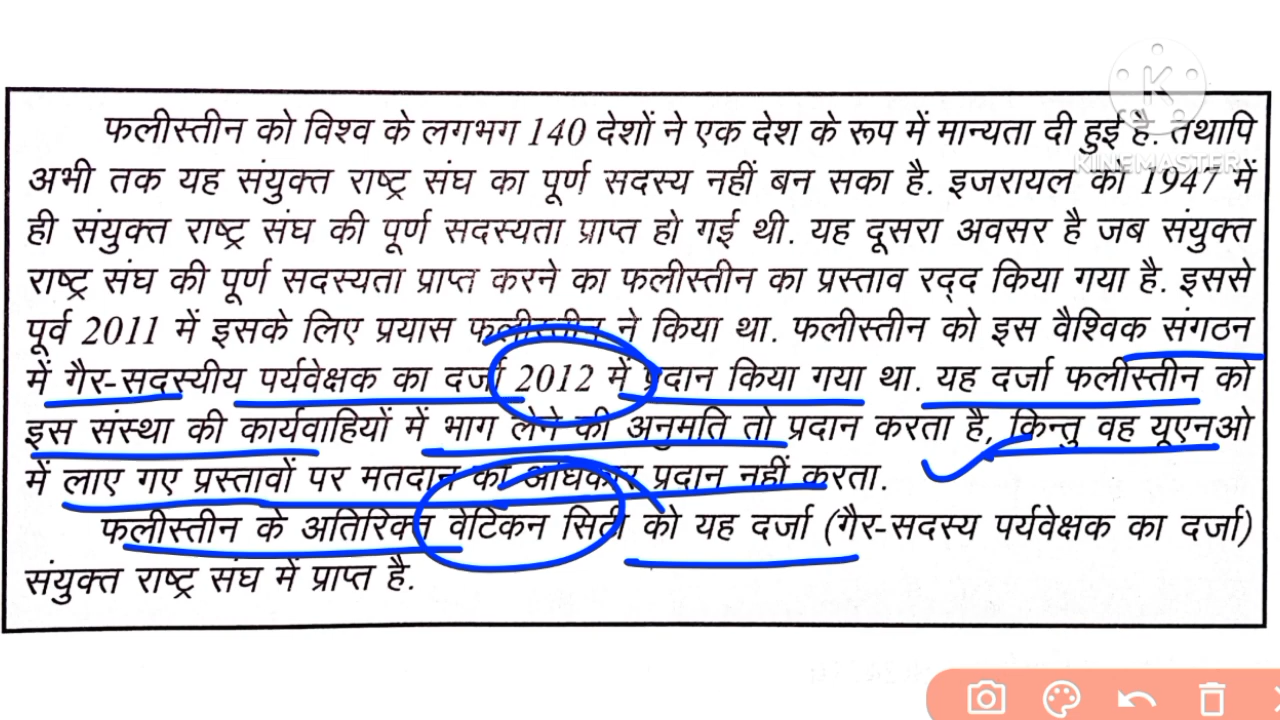 K
KINEMASTER
फलीस्तीन को विश्व के लगभग 140 देशों ने एक देश के रूप में मान्यता दी हुई है. तथापि
अभी तक यह संयुक्त राष्ट्र संघ का पूर्ण सदस्य नहीं बन सका है. इजरायल को 1947 में
ही संयुक्त राष्ट्र संघ की पूर्ण सदस्यता प्राप्त हो गई थी. यह दूसरा अवसर है जब संयुक्त
राष्ट्र संघ की पूर्ण सदस्यता प्राप्त करने का फलीस्तीन का प्रस्ताव रद्द किया गया है. इससे
पूर्व 2011 में इसके लिए प्रयास फलीस्तीन ने किया था. फलीस्तीन को इस वैश्विक संगठन
में गैर-सदस्यीय पर्यवेक्षक का दर्जा 2012 में प्रदान किया गया था. यह दर्जा फलीस्तीन को
इस संस्था की कार्यवाहियों में भाग लेने की अनुमति तो प्रदान करता है, किन्तु वह यूएनओ
में लाए गए प्रस्तावों पर मतदान का अधिकार प्रदान नहीं करता.
फलीस्तीन के अतिरिक्त वेटिकन सिटी को यह दर्जा (गैर-सदस्य पर्यवेक्षक का दर्जा)
संयुक्त राष्ट्र संघ में प्राप्त है.